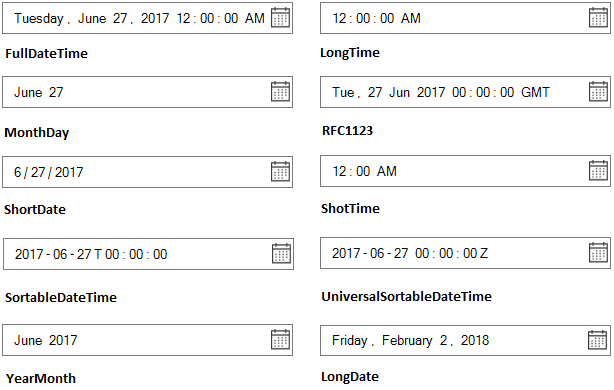 Tuesday, June 27, 2017 12:00:00 AM
12:00:00 AM
FullDateTime
LongTime
June 27
Tue, 27 Jun 2017 00:00:00 GMT
MonthDay
RFC1123
6/27/2017
12:00 AM
ShortDate
ShotTime
2017-06-27T00:00:00
2017-06-27 00:00:00Z
SortableDateTime
UniversalSortableDateTime
June 2017
Friday, February 2, 2018
YearMonth
LongDate